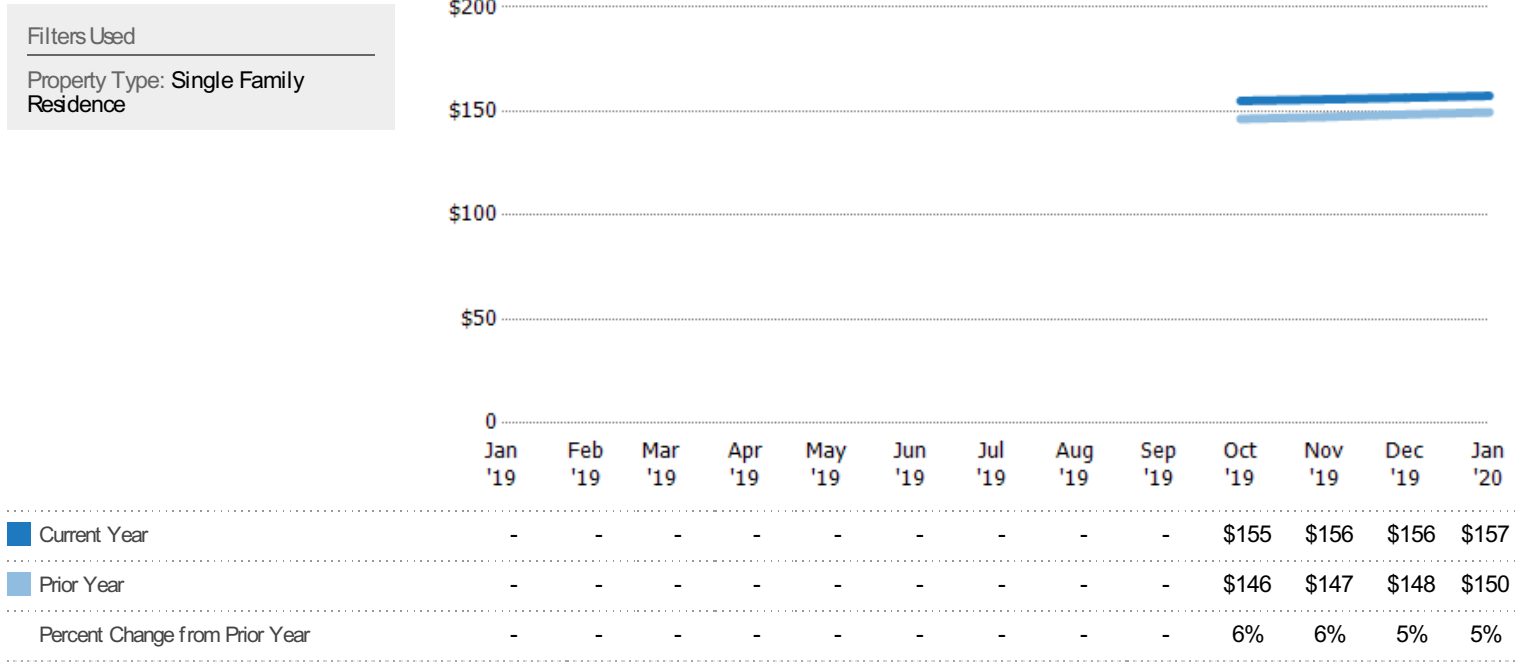 Filters Used
Property Type: Single Family
Residence
$200
$150
$100
$50
0
Jan Feb Mar Apr May Jun Jul Aug Sep Oct Nov Dec Jan
'19 '19 '19 '19 '19 '19 '19 '19 '19 '19 '19 '19 '20
Current Year - - - - - - - - - $155 $156 $156 $157
Prior Year - - - - - - - - - $146 $147 $148 $150
Percent Change from Prior Year - - - - - - - - - 6% 6% 5% 5%